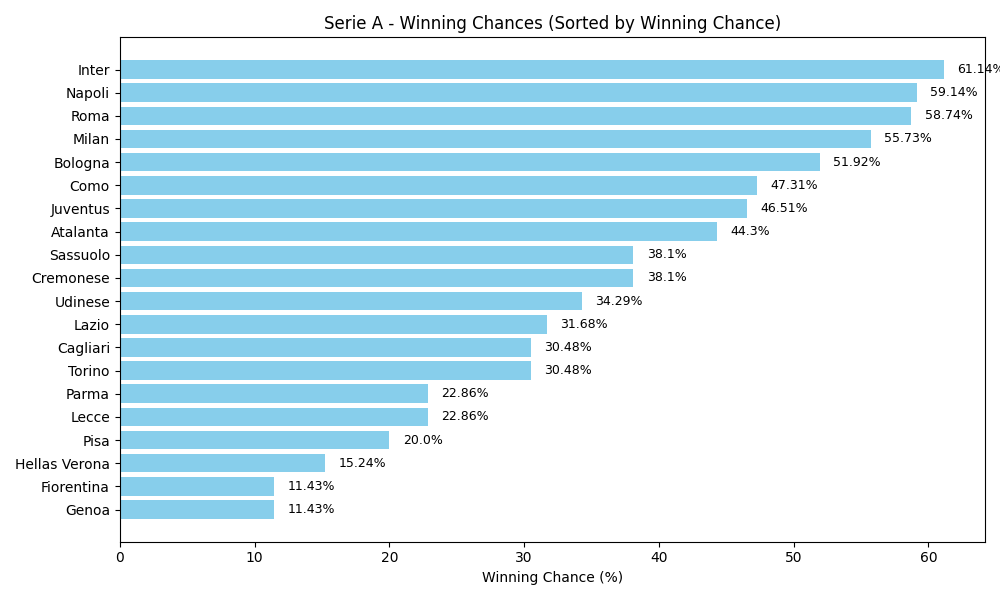 Serie A - Winning Chances (Sorted by Winning Chance)
Inter 61.14%
Napoli 59.14%
Roma 58.74%
Milan 55.73%
Bologna 51.92%
Como 47.31%
Juventus 46.51%
Atalanta 44.3%
Sassuolo 38.1%
Cremonese 38.1%
Udinese 34.29%
Lazio 31.68%
Cagliari 30.48%
Torino 30.48%
Parma 22.86%
Lecce 22.86%
Pisa 20.0%
Hellas Verona 15.24%
Fiorentina 11.43%
Genoa 11.43%
0 10 20 30 40 50 60
Winning Chance (%)